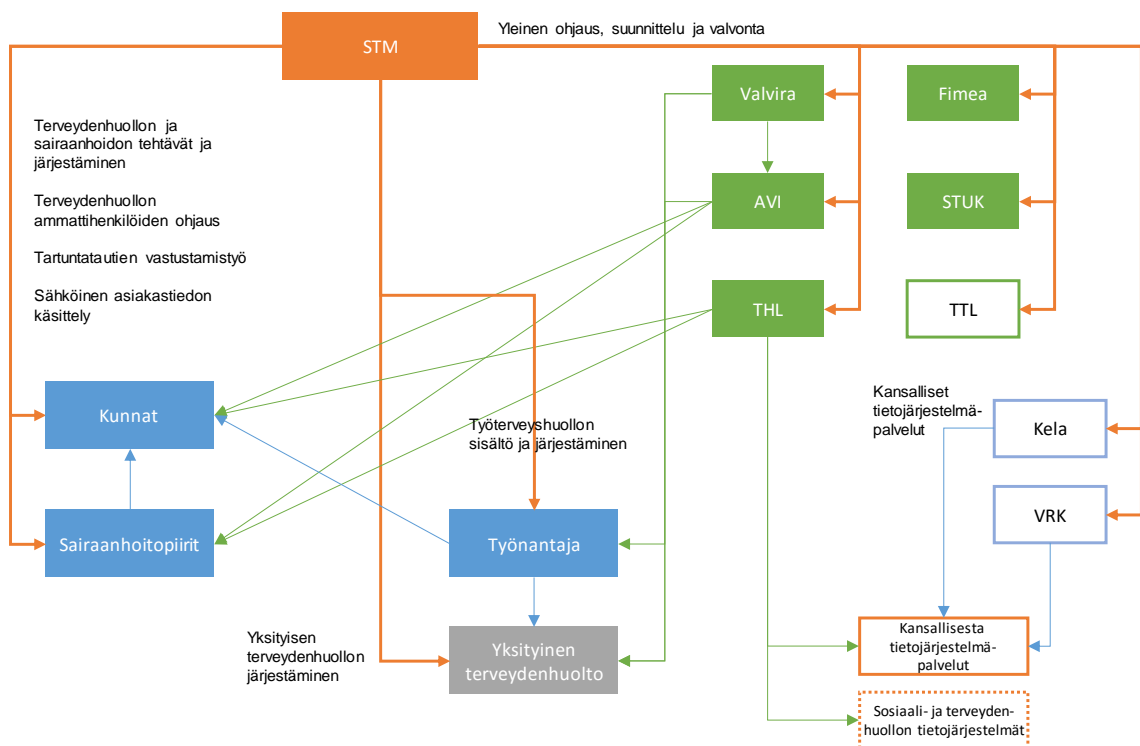 Yleinen ohjaus, suunnittelu ja valvonta
STM
Valvira
Fimea
Terveydenhuollon ja
sairaanhoidon tehtävät ja
järjestäminen
Terveydenhuollon
ammattihenkilöiden ohjaus
Tartuntatautien vastustamistyö
Sähköinen asiakastiedon
käsittely
AVI
STUK
THL
TTL
Kunnat
Työterveyshuollon
sisältö ja järjestäminen
Kansalliset
tietojärjestelmä-
palvelut
Kela
VRK
Sairaanhoitopiirit
Työnantaja
Yksityisen
terveydenhuollon
järjestäminen
Yksityinen
terveydenhuolto
Kansallisesta
tietojärjestelmä-
palvelut
Sosiaali- ja terveyden-
huollon tietojärjestelmät